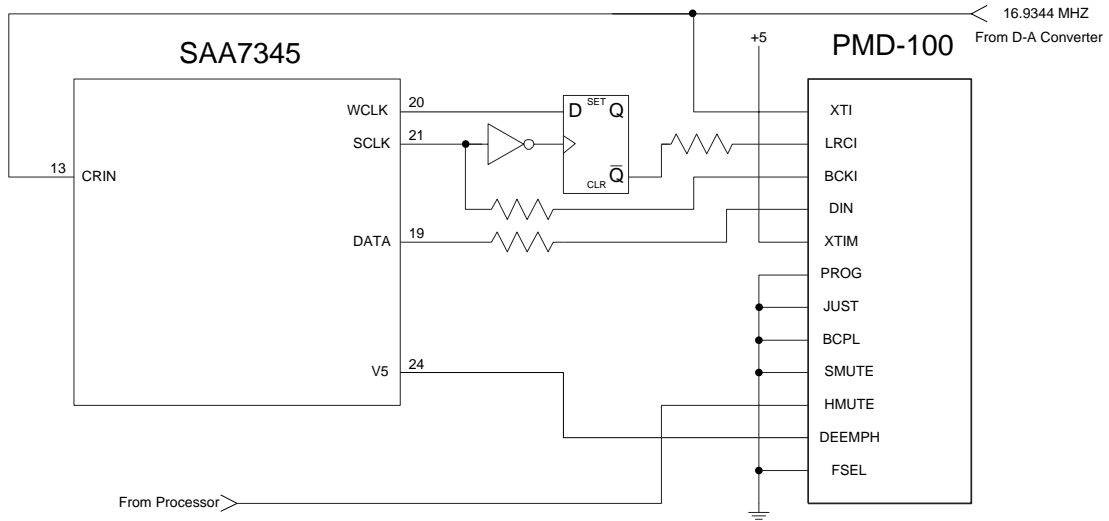 16.9344 MHZ
From D-A Converter
SAA7345
+5
PMD-100
WCLK
20
D
SET
Q
XTI
SCLK
21
LRCI
13
CRIN
CLR
Q
BCKI
DIN
DATA
19
XTIM
PROG
JUST
BCPL
V5
24
SMUTE
HMUTE
DEEMPH
FSEL
From Processor